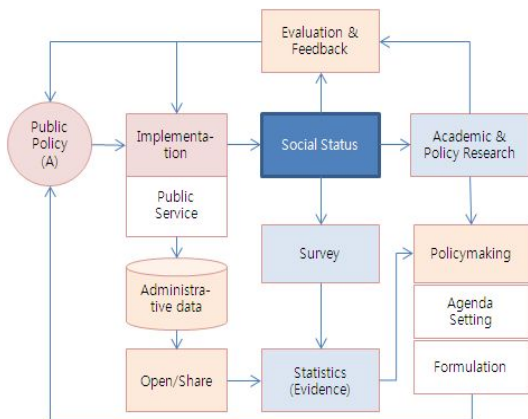 Evaluation &
Feedback
Public
Policy
(A)
Implementa-
tion
Social Status
Academic &
Policy Research
Public
Service
Survey
Policymaking
Administra-
tive data
Agenda
Setting
Open/Share
Statistics
(Evidence)
Formulation